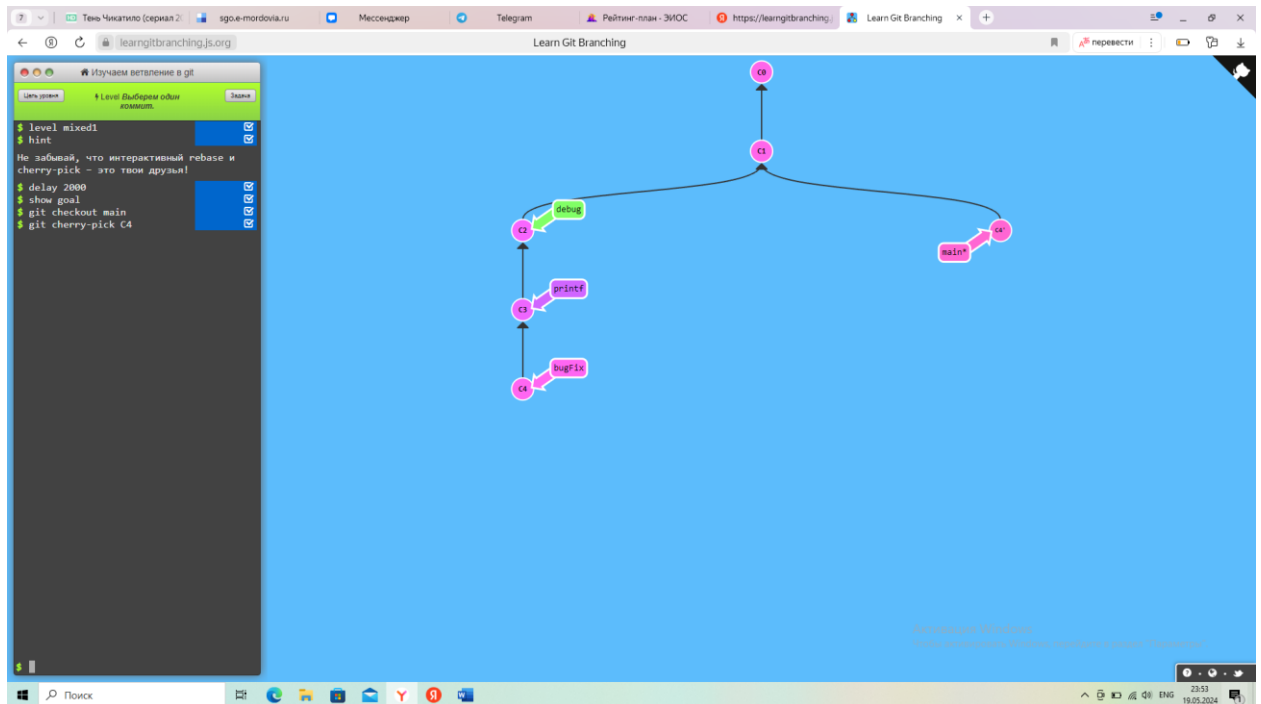 7
Тень Чикатило (сериал 20
sgo.e-mordovia.ru
Мессенджер
Telegram
Рейтинг-план - ЭИОС
https://learngitbranching.j
Learn Git Branching
learngitbranching.js.org
Learn Git Branching
перевести
Изучаем ветвление в git
Цель уровня
Level Выберем один коммит.
Задача
$ level mixed1
$ hint
Не забывай, что интерактивный rebase и
cherry-pick - это твои друзья!
$ delay 2000
$ show goal
$ git checkout main
$ git cherry-pick C4
$
C0
C1
debug
C2
C4'
main*
printf
C3
bugFix
C4
Поиск
ENG
23:53
19.05.2024